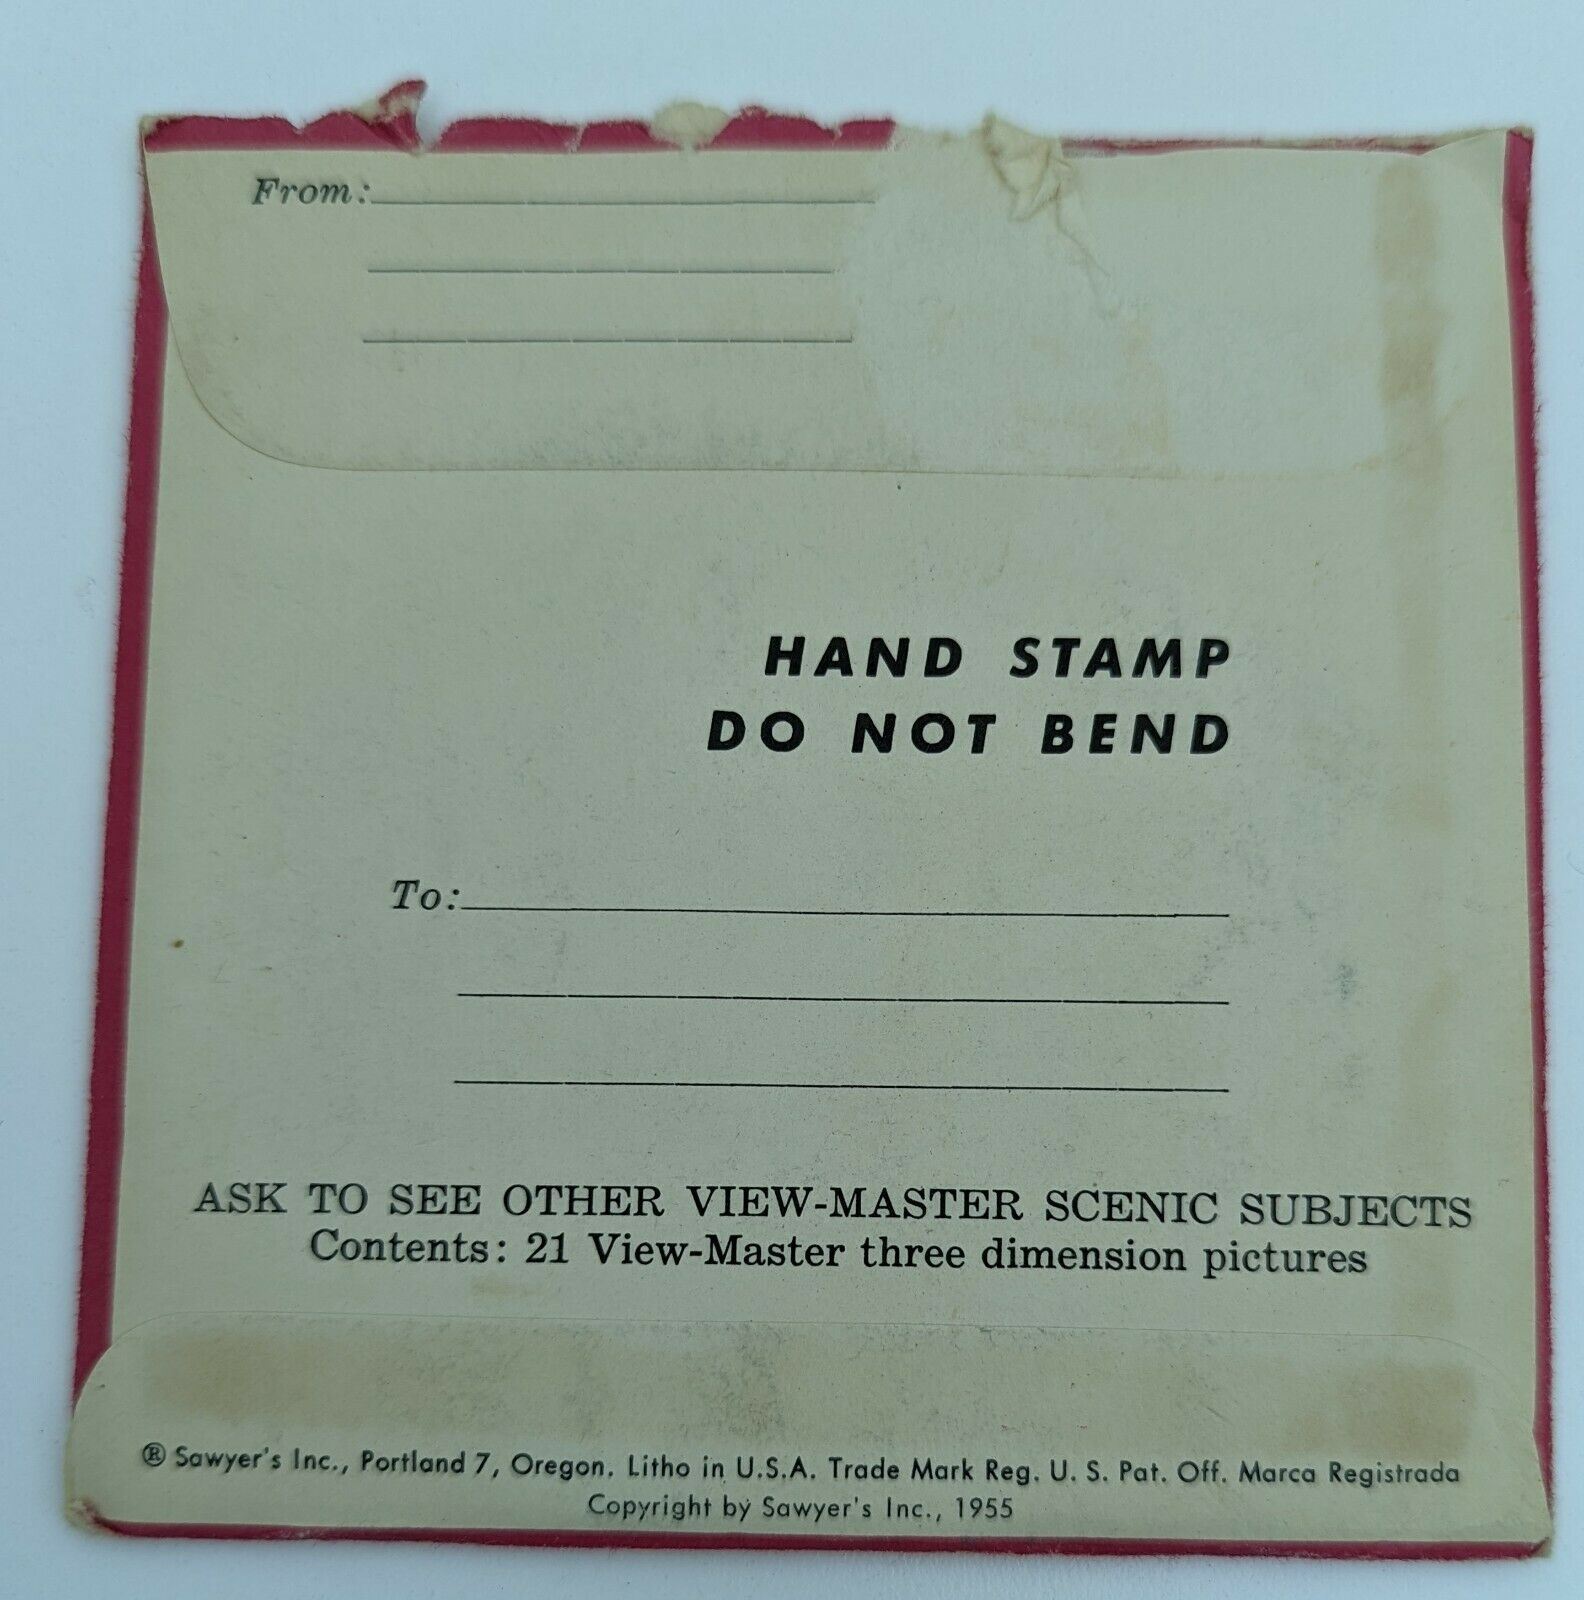 From:
HAND STAMP
DO NOT BEND
To:
ASK TO SEE OTHER VIEW-MASTER SCENIC SUBJECTS
Contents: 21 View-Master three dimension pictures
® Sawyer's Inc., Portland 7, Oregon. Litho in U.S.A. Trade Mark Reg. U. S. Pat. Off. Marca Registrada
Copyright by Sawyer's Inc., 1955